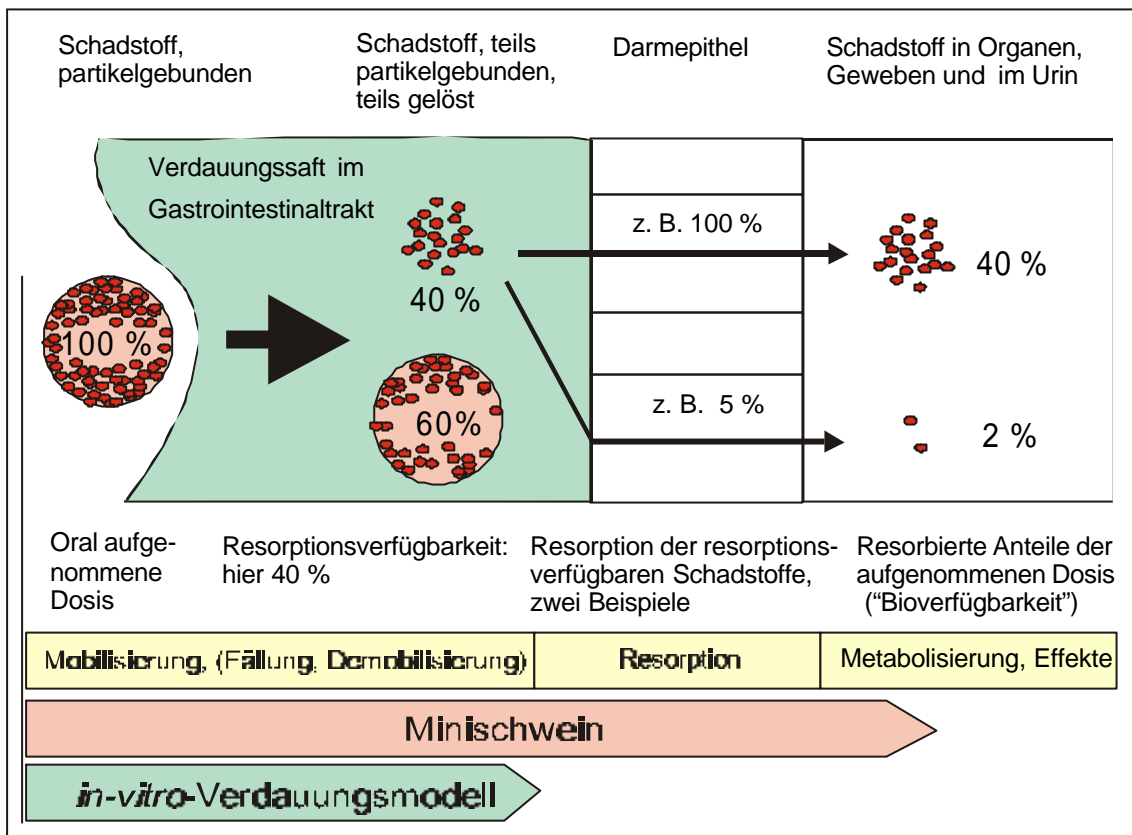 Schadstoff,
partikelgebunden
Schadstoff, teils
partikelgebunden,
teils gelöst
Darmepithel
Schadstoff in Organen,
Geweben und im Urin
Verdauungssaft im
Gastrointestinaltrakt
100 %
40 %
60%
z. B. 100 %
z. B. 5 %
40 %
2 %
Oral aufge-
nommene
Dosis
Resorptionsverfügbarkeit:
hier 40 %
Resorption der resorptions-
verfügbaren Schadstoffe,
zwei Beispiele
Resorbierte Anteile der
aufgenommenen Dosis
(“Bioverfügbarkeit”)
Mobilisierung, (Fällung, Demobilisierung)
Resorption
Metabolisierung, Effekte
Minischwein
in-vitro-Verdauungsmodell